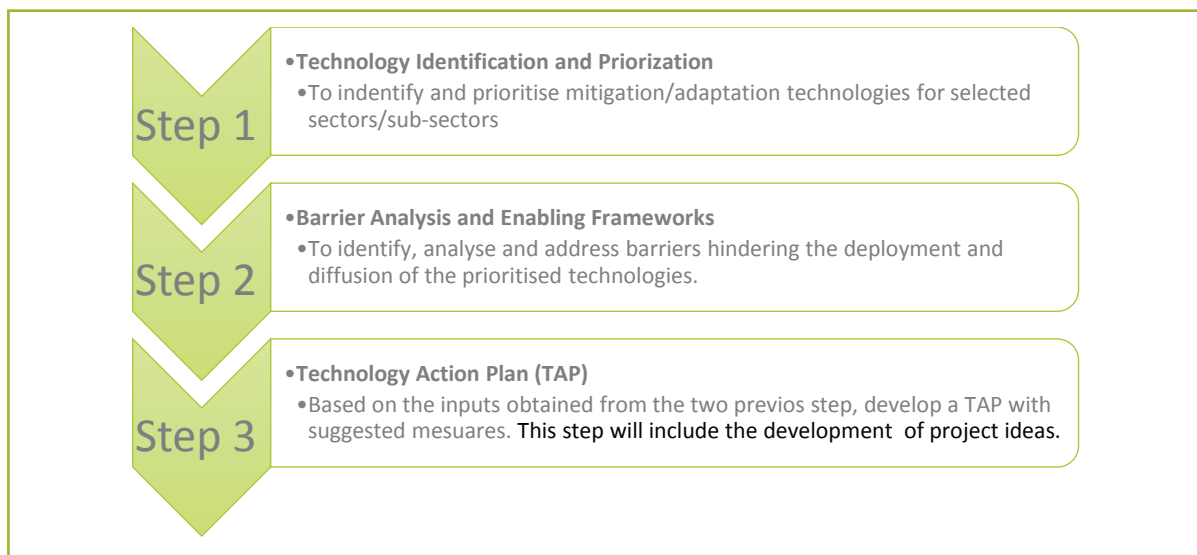 Step 1
•Technology Identification and Priorization
•To indentify and prioritise mitigation/adaptation technologies for selected
sectors/sub-sectors
Step 2
•Barrier Analysis and Enabling Frameworks
•To identify, analyse and address barriers hindering the deployment and
diffusion of the prioritised technologies.
Step 3
•Technology Action Plan (TAP)
•Based on the inputs obtained from the two previos step, develop a TAP with
suggested mesuares. This step will include the development of project ideas.